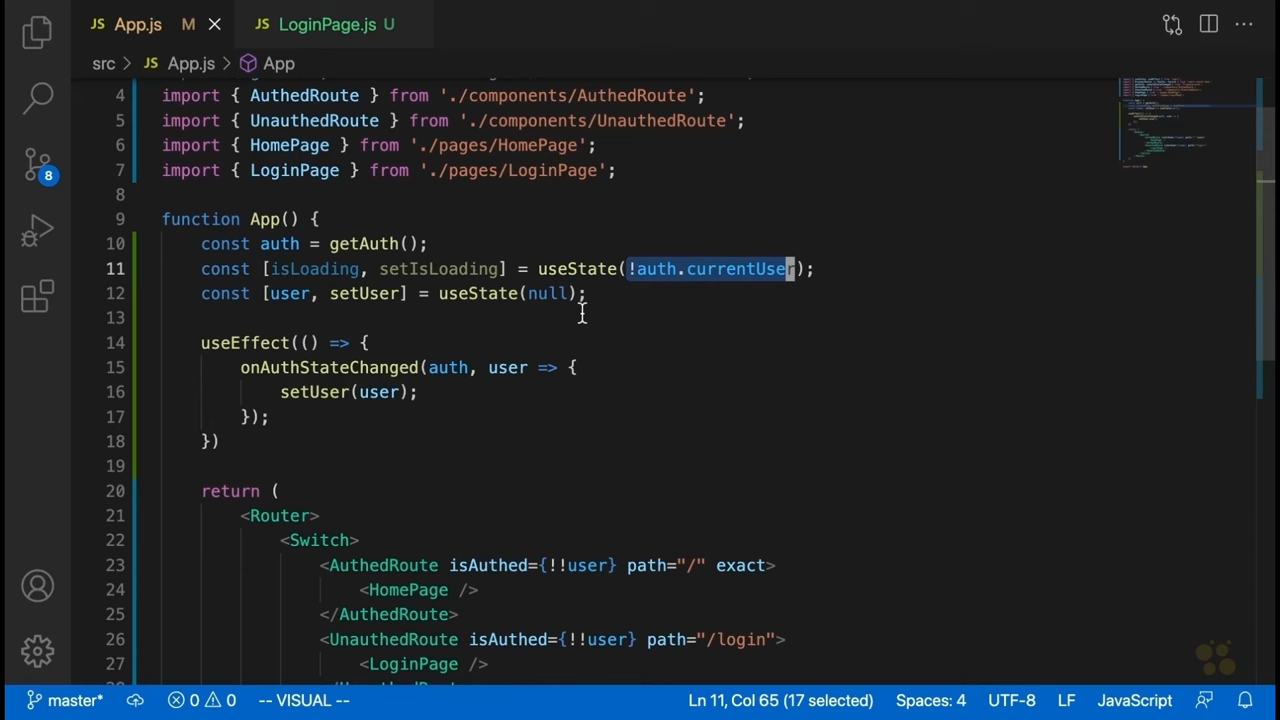 JS App.js M JS LoginPage.js U
src > JS App.js > App
4 import { AuthedRoute } from './components/AuthedRoute';
5 import { UnauthedRoute } from './components/UnauthedRoute';
6 import { HomePage } from './pages/HomePage';
7 import { LoginPage } from './pages/LoginPage';
8
9 function App() {
10 const auth = getAuth();
11 const [isLoading, setIsLoading] = useState(!auth.currentUser);
12 const [user, setUser] = useState(null);
13
14 useEffect(() => {
15 onAuthStateChanged(auth, user => {
16 setUser(user);
17 });
18 })
19
20 return (
21 <Router>
22 <Switch>
23 <AuthedRoute isAuthed={!!user} path="/" exact>
24 <HomePage />
25 </AuthedRoute>
26 <UnauthedRoute isAuthed={!!user} path="/login">
27 <LoginPage />
8
master* 0 0 -- VISUAL -- Ln 11, Col 65 (17 selected) Spaces: 4 UTF-8 LF JavaScript